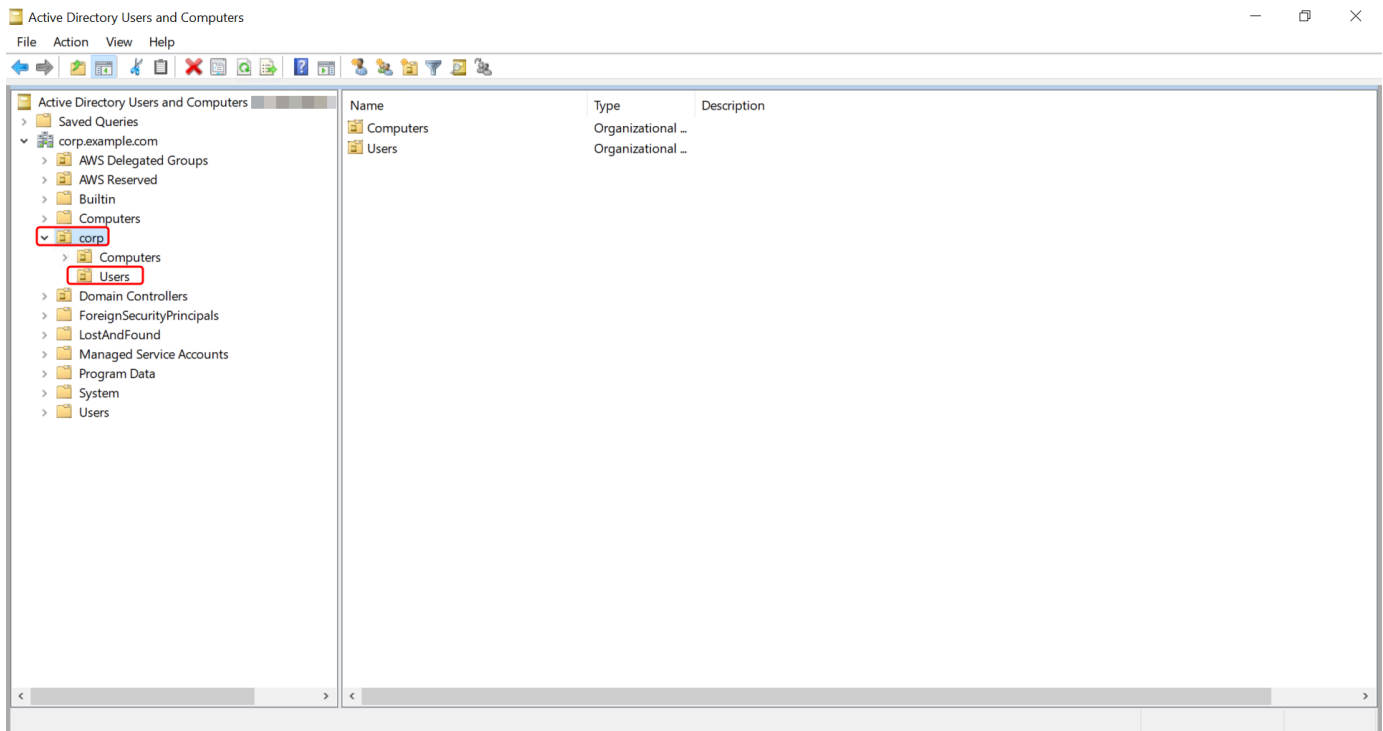 Active Directory Users and Computers
File Action View Help
Active Directory Users and Computers
Saved Queries
corp.example.com
AWS Delegated Groups
AWS Reserved
Builtin
Computers
corp
Computers
Users
Domain Controllers
ForeignSecurityPrincipals
LostAndFound
Managed Service Accounts
Program Data
System
Users
Name Type Description
Computers Organizational ...
Users Organizational ...